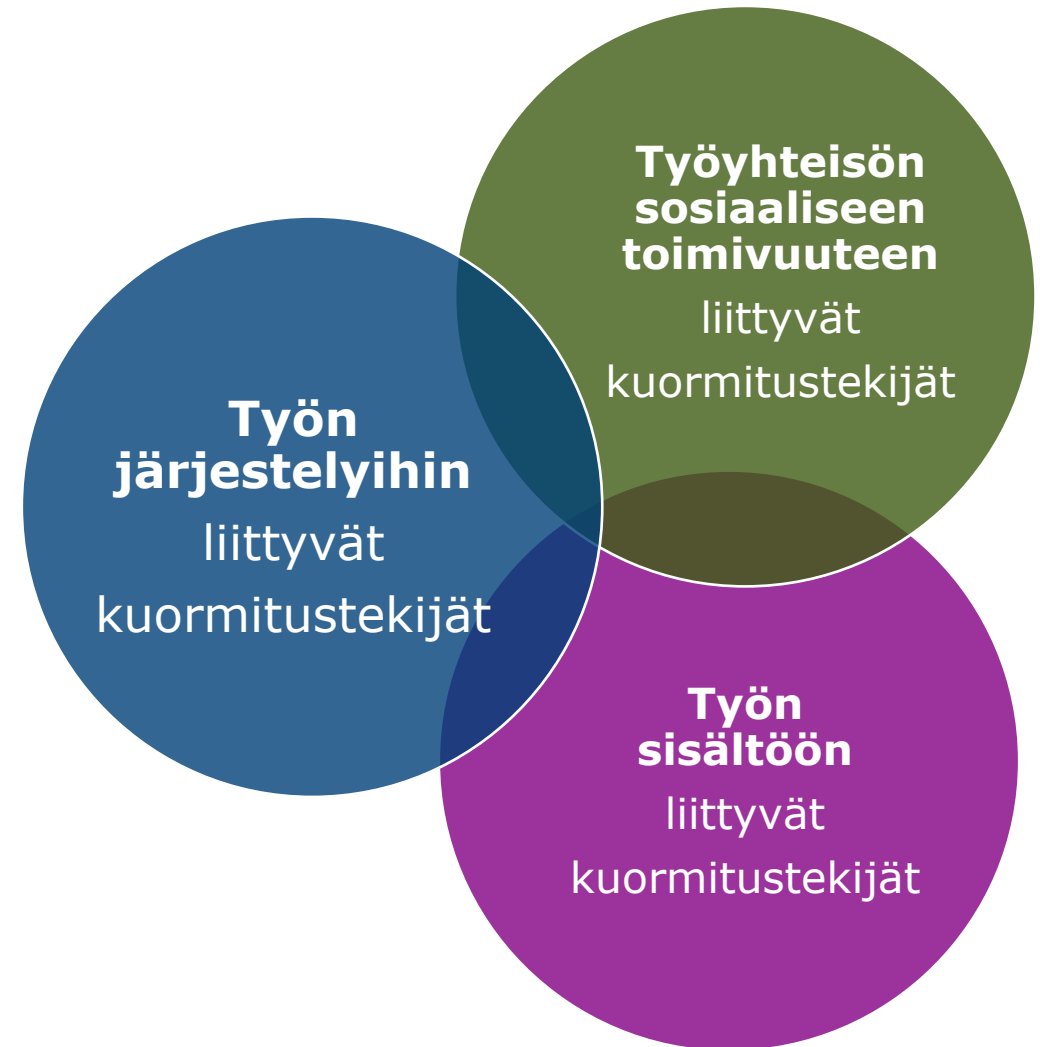 Työyhteisön
sosiaaliseen
toimivuuteen
liittyvät
kuormitustekijät
Työn
järjestelyihin
liittyvät
kuormitustekijät
Työn
sisältöön
liittyvät
kuormitustekijät